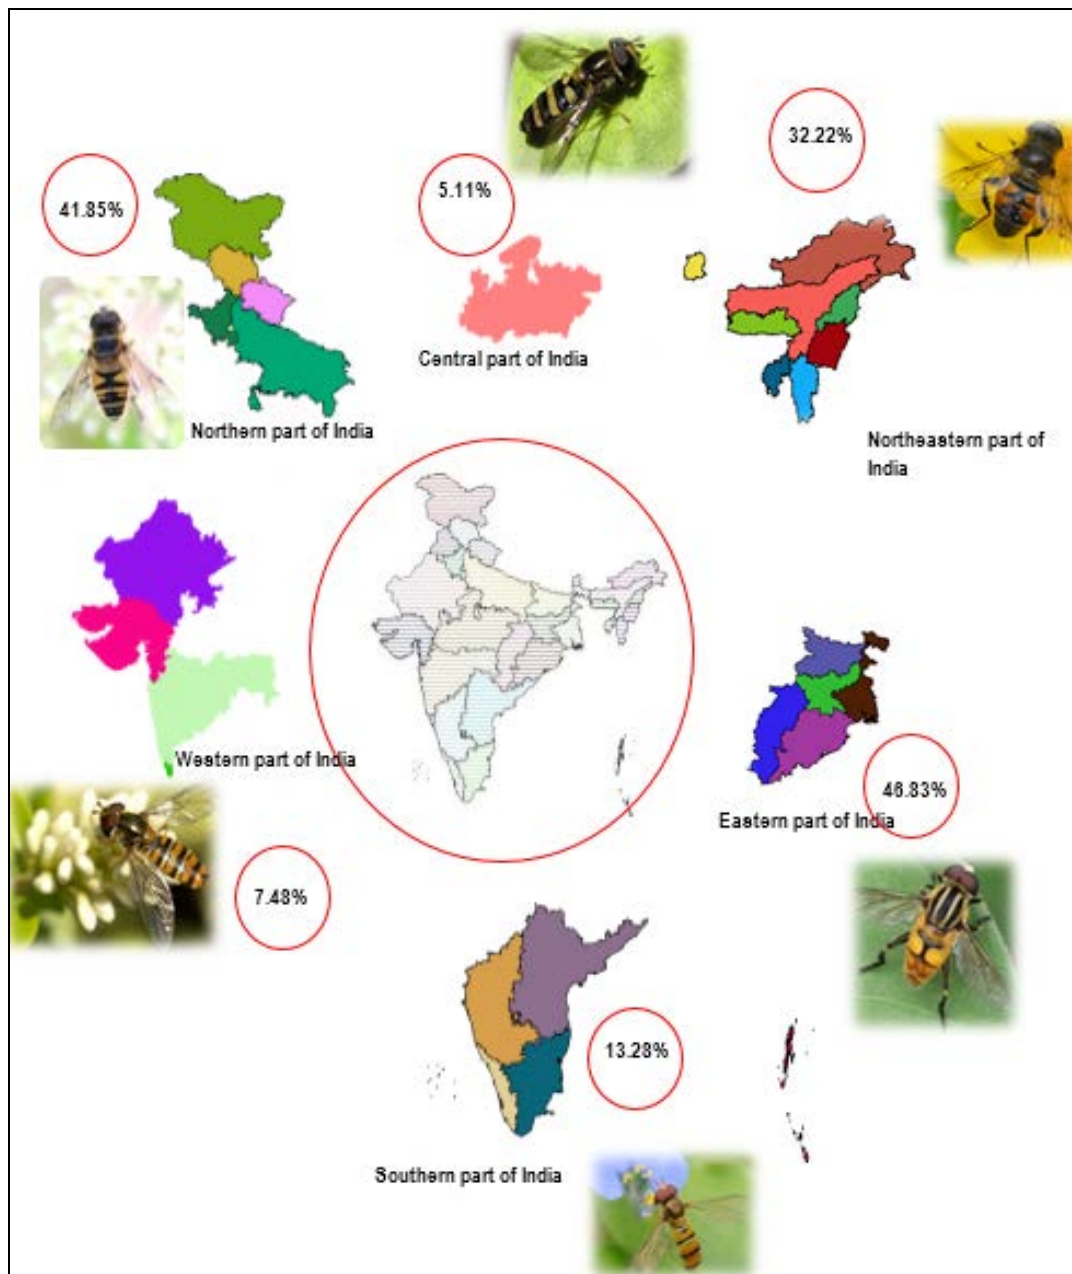 32.22%
5.11%
41.85%
Central part of India
Northern part of India
Northeastern part of
India
Western part of India
46.83%
Eastern part of India
7.48%
13.28%
Southern part of India